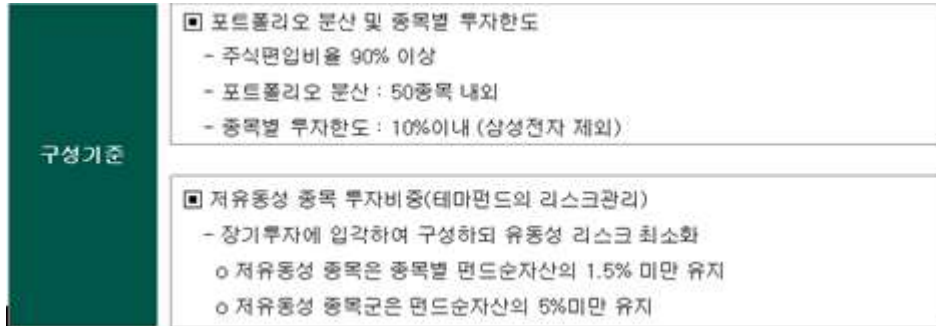 구성기준
▣ 포트폴리오 분산 및 종목별 투자한도
- 주식편입비율 90% 이상
- 포트폴리오 분산 : 50종목 내외
- 종목별 투자한도 : 10%이내 (삼성전자 제외)
▣ 저유동성 종목 투자비중(테마펀드의 리스크관리)
- 장기투자에 입각하여 구성하되 유동성 리스크 최소화
o 저유동성 종목은 종목별 펀드순자산의 1.5% 미만 유지
o 저유동성 종목군은 펀드순자산의 5%미만 유지